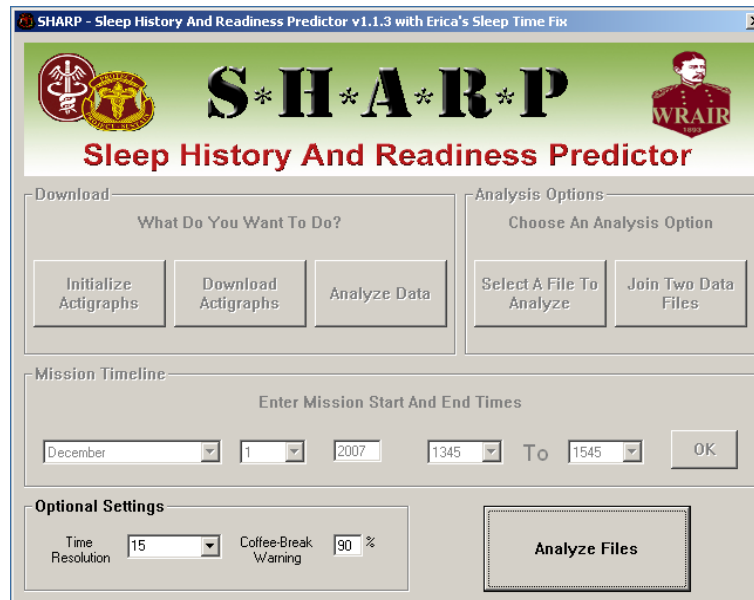 SHARP - Sleep History And Readiness Predictor v1.1.3 with Erica's Sleep Time Fix
S*H*A*R*P
WRAIR
1893
Sleep History And Readiness Predictor
Download
What Do You Want To Do?
Initialize
Actigraphs
Download
Actigraphs
Analyze Data
Analysis Options
Choose An Analysis Option
Select A File To
Analyze
Join Two Data
Files
Mission Timeline
Enter Mission Start And End Times
December 1 2007 1345 To 1545 OK
Optional Settings
Time
Resolution
15
Coffee-Break
Warning
90 %
Analyze Files